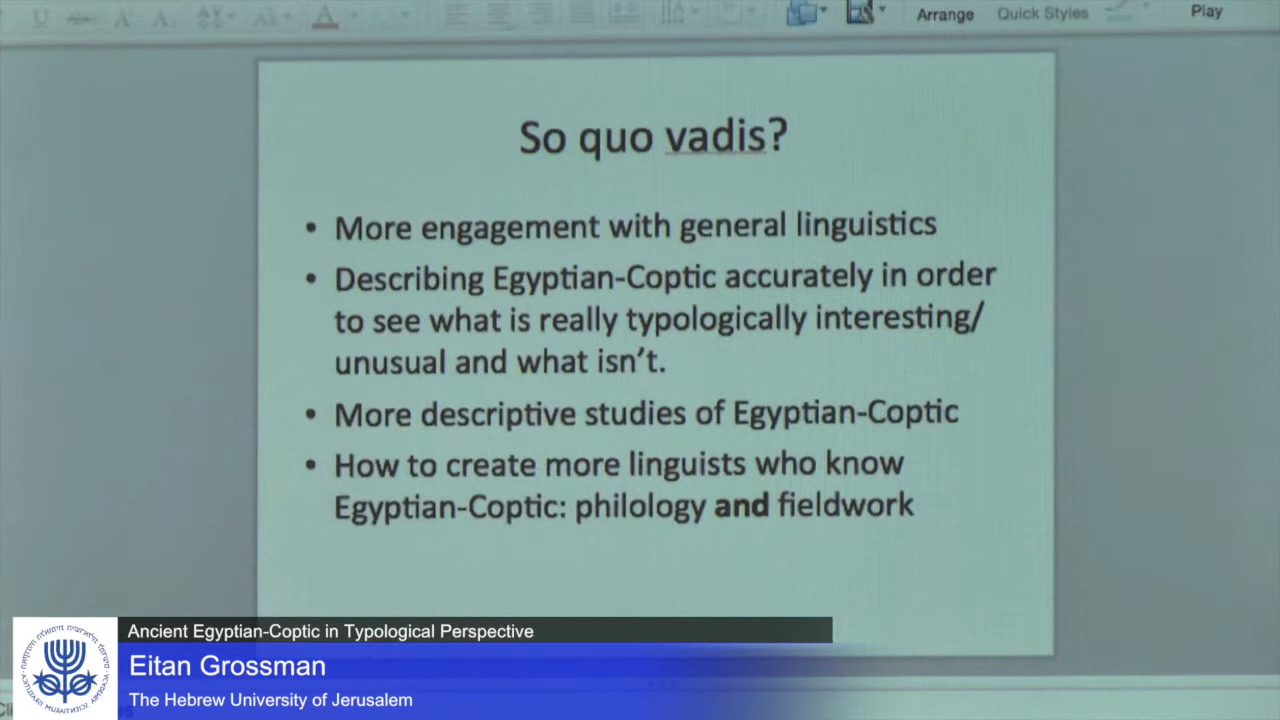 Arrange
Quick Styles
Play
So quo vadis?
• More engagement with general linguistics
• Describing Egyptian-Coptic accurately in order
to see what is really typologically interesting/
unusual and what isn't.
• More descriptive studies of Egyptian-Coptic
• How to create more linguists who know
Egyptian-Coptic: philology and fieldwork
Ancient Egyptian-Coptic in Typological Perspective
Eitan Grossman
The Hebrew University of Jerusalem